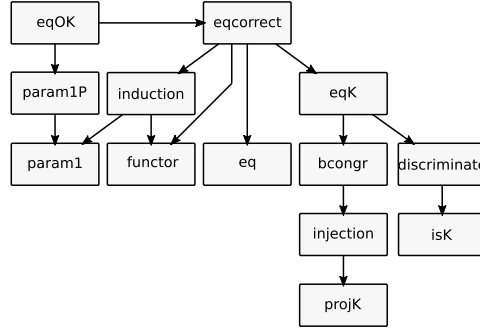 eqOK
eqcorrect
param1P
induction
eqK
param1
functor
eq
bcongr
discriminate
injection
isK
projK